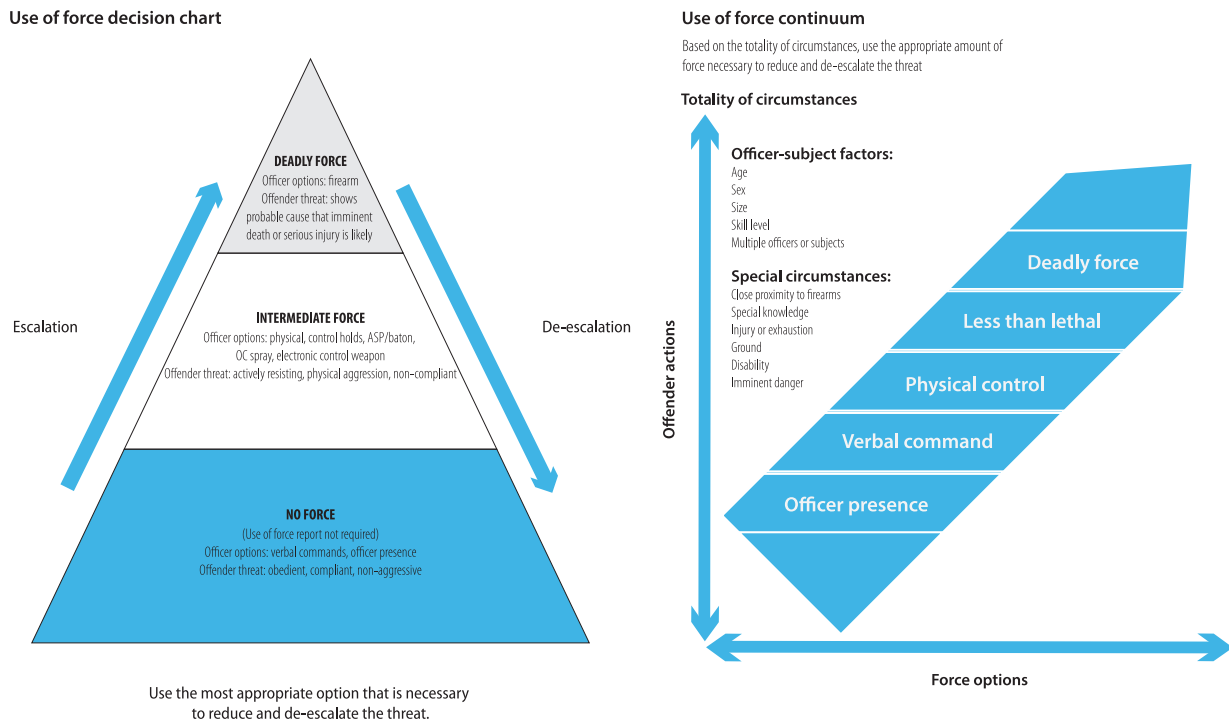 Use of force decision chart
DEADLY FORCE
Officer options: firearm
Offender threat: shows
probable cause that imminent
death or serious injury is likely
Escalation
De-escalation
INTERMEDIATE FORCE
Officer options: physical, control holds, ASP/baton,
OC spray, electronic control weapon
Offender threat: actively resisting, physical aggression, non-compliant
NO FORCE
(Use of force report not required)
Officer options: verbal commands, officer presence
Offender threat: obedient, compliant, non-aggressive
Use the most appropriate option that is necessary
to reduce and de-escalate the threat.
Use of force continuum
Based on the totality of circumstances, use the appropriate amount of
force necessary to reduce and de-escalate the threat
Totality of circumstances
Officer-subject factors:
Age
Sex
Size
Skill level
Multiple officers or subjects
Special circumstances:
Close proximity to firearms
Special knowledge
Injury or exhaustion
Ground
Disability
Imminent danger
Offender actions
Deadly force
Less than lethal
Physical control
Verbal command
Officer presence
Force options